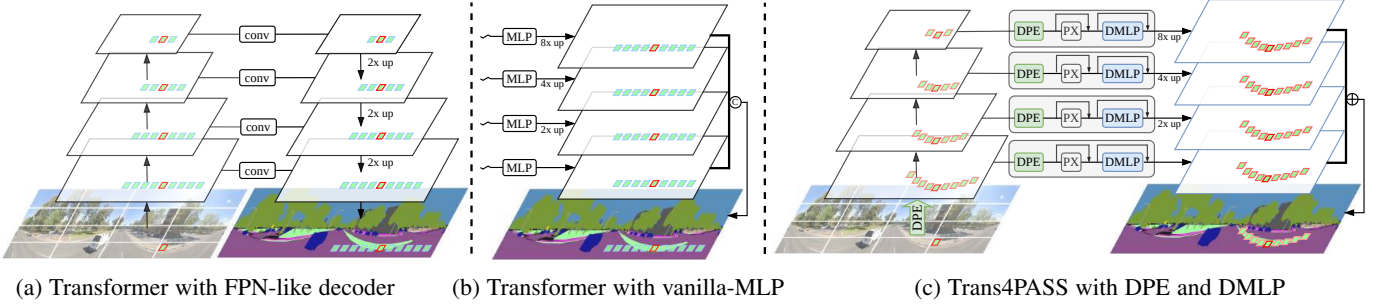 conv
2x up
conv
2x up
conv
2x up
conv
(a) Transformer with FPN-like decoder
MLP
8x up
MLP
4x up
MLP
2x up
MLP
C
(b) Transformer with vanilla-MLP
DPE PX DMLP
8x up
DPE PX DMLP
4x up
DPE PX DMLP
2x up
DPE PX DMLP
DPE
(c) Trans4PASS with DPE and DMLP